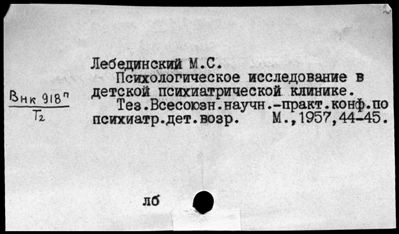 Лебединский М.С.
Психологическое исследование в
детской психиатрической клинике.
Тез.Всесоюзн.научн.-практ.конф.по
психиатр.дет.возр. М.,1957,44-45.
Внк 918п
Т2
лб